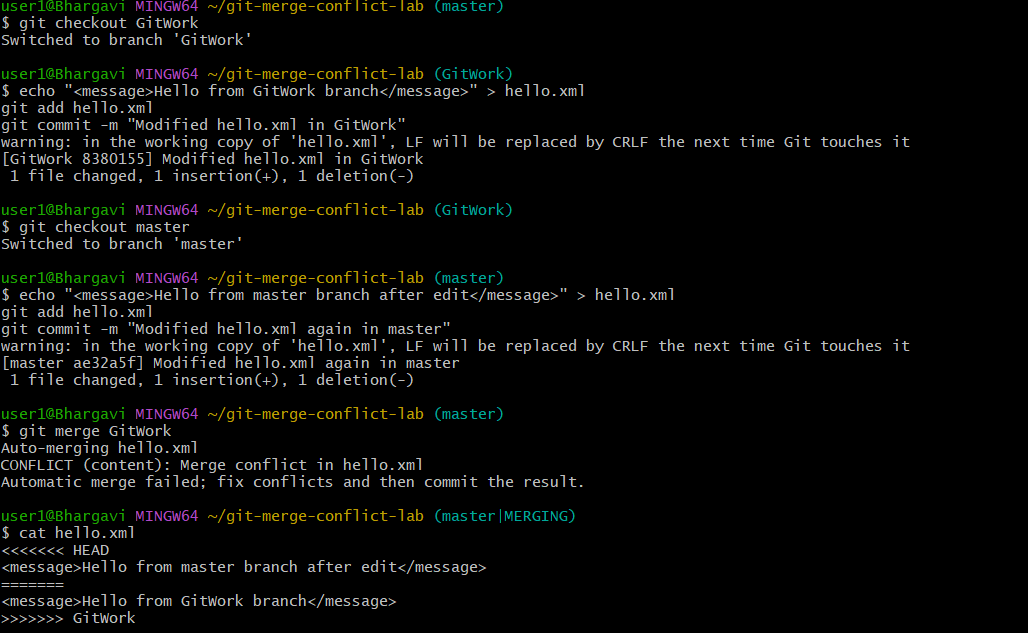 user1@Bhargavi MINGW64 ~/git-merge-conflict-lab (master)
$ git checkout GitWork
Switched to branch 'GitWork'
user1@Bhargavi MINGW64 ~/git-merge-conflict-lab (GitWork)
$ echo "<message>Hello from GitWork branch</message>" > hello.xml
git add hello.xml
git commit -m "Modified hello.xml in GitWork"
warning: in the working copy of 'hello.xml', LF will be replaced by CRLF the next time Git touches it
[GitWork 8380155] Modified hello.xml in GitWork
 1 file changed, 1 insertion(+), 1 deletion(-)
user1@Bhargavi MINGW64 ~/git-merge-conflict-lab (GitWork)
$ git checkout master
Switched to branch 'master'
user1@Bhargavi MINGW64 ~/git-merge-conflict-lab (master)
$ echo "<message>Hello from master branch after edit</message>" > hello.xml
git add hello.xml
git commit -m "Modified hello.xml again in master"
warning: in the working copy of 'hello.xml', LF will be replaced by CRLF the next time Git touches it
[master ae32a5f] Modified hello.xml again in master
 1 file changed, 1 insertion(+), 1 deletion(-)
user1@Bhargavi MINGW64 ~/git-merge-conflict-lab (master)
$ git merge GitWork
Auto-merging hello.xml
CONFLICT (content): Merge conflict in hello.xml
Automatic merge failed; fix conflicts and then commit the result.
user1@Bhargavi MINGW64 ~/git-merge-conflict-lab (master|MERGING)
$ cat hello.xml
<<<<<<< HEAD
<message>Hello from master branch after edit</message>
=======
<message>Hello from GitWork branch</message>
>>>>>>> GitWork